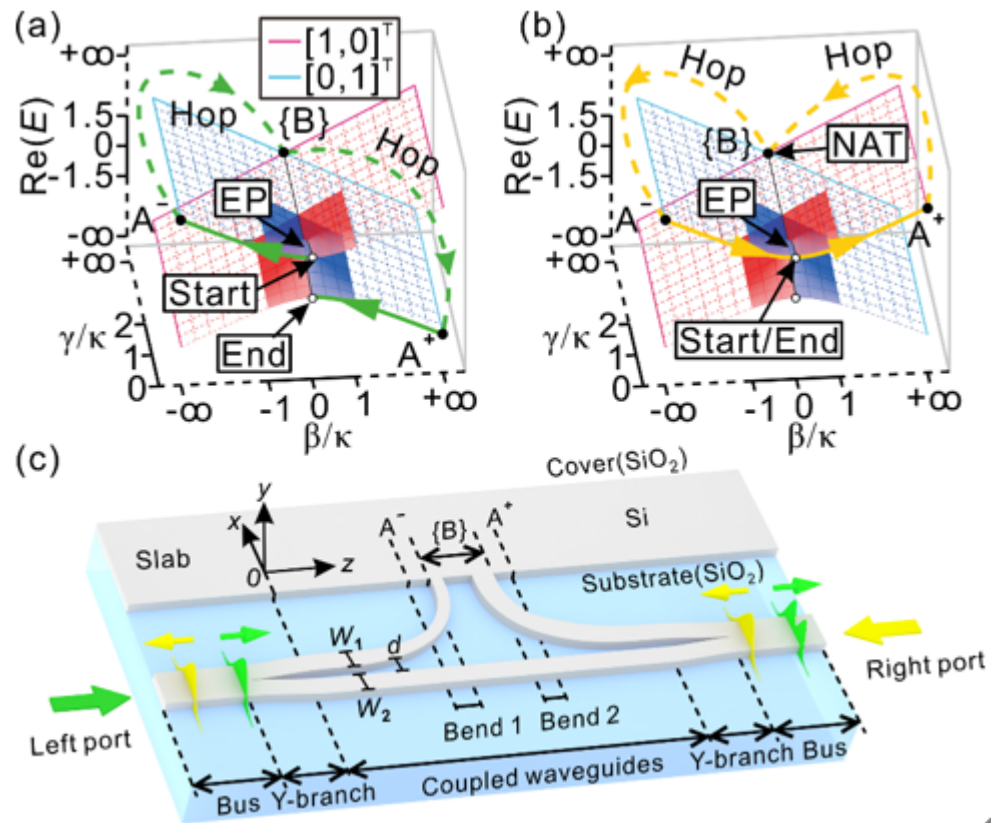 (a)
[1,0]ᵀ
[0,1]ᵀ
Re(E)
+∞
1.5
0
-1.5
-∞
+∞
2
1
0
γ/κ
Hop
{B}
Hop
A⁻
EP
Start
End
A⁺
-∞
-1
0
1
+∞
β/κ
(b)
Re(E)
+∞
1.5
0
-1.5
-∞
+∞
2
1
0
γ/κ
Hop
Hop
{B}
NAT
A⁻
EP
A⁺
Start/End
-∞
-1
0
1
+∞
β/κ
(c)
Cover(SiO₂)
y
x
0
z
A⁻
{B}
A⁺
Slab
Si
Substrate(SiO₂)
W₁
d
W₂
Left port
Right port
Bend 1
Bend 2
Bus
Y-branch
Coupled waveguides
Y-branch
Bus